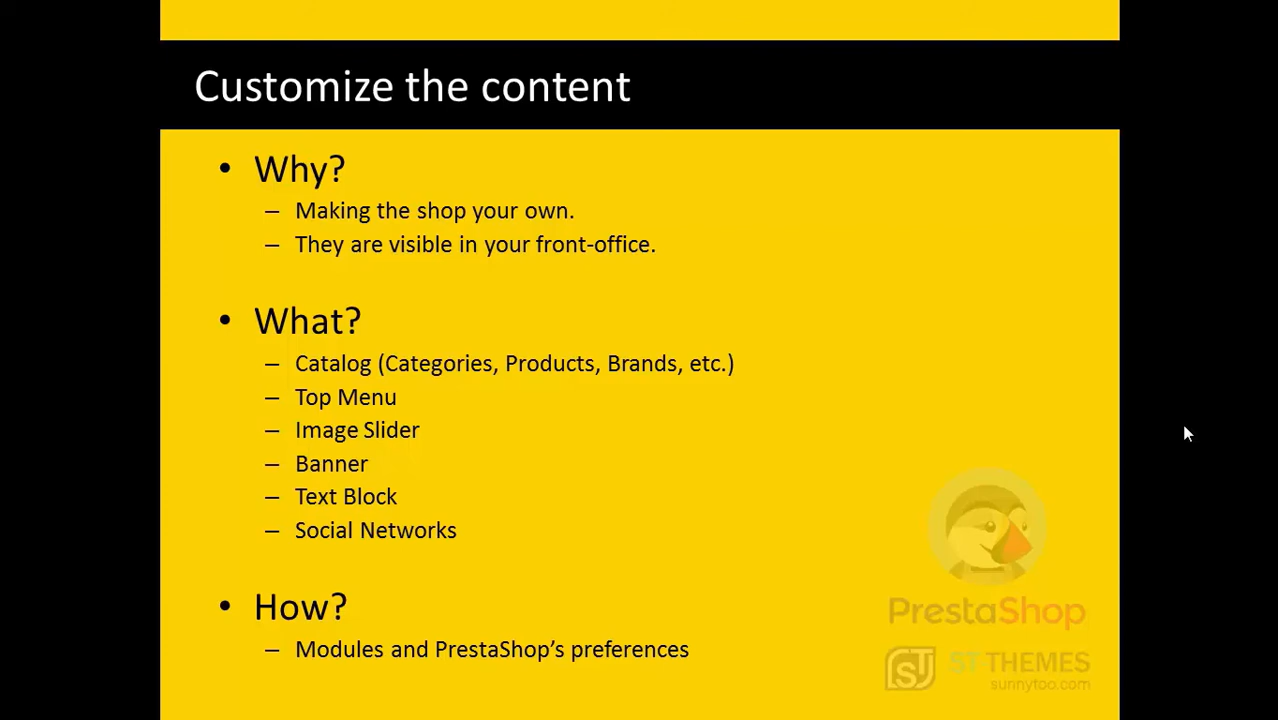 Customize the content
• Why?
– Making the shop your own.
– They are visible in your front-office.
• What?
– Catalog (Categories, Products, Brands, etc.)
– Top Menu
– Image Slider
– Banner
– Text Block
– Social Networks
• How?
– Modules and PrestaShop’s preferences
PrestaShop
ST ST-THEMES
sunnytoo.com